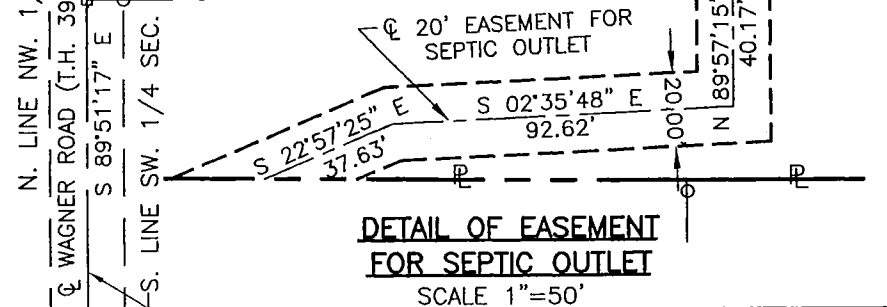 N. LINE NW. 1/
℄ WAGNER ROAD (T.H. 39
S 89°51'17" E
S. LINE SW. 1/4 SEC.
℄ 20' EASEMENT FOR
SEPTIC OUTLET
S 22°57'25" E
37.63'
S 02°35'48" E
92.62'
20.00'
N 89°57'15"
40.17'
℄
℄
DETAIL OF EASEMENT
FOR SEPTIC OUTLET
SCALE 1"=50'